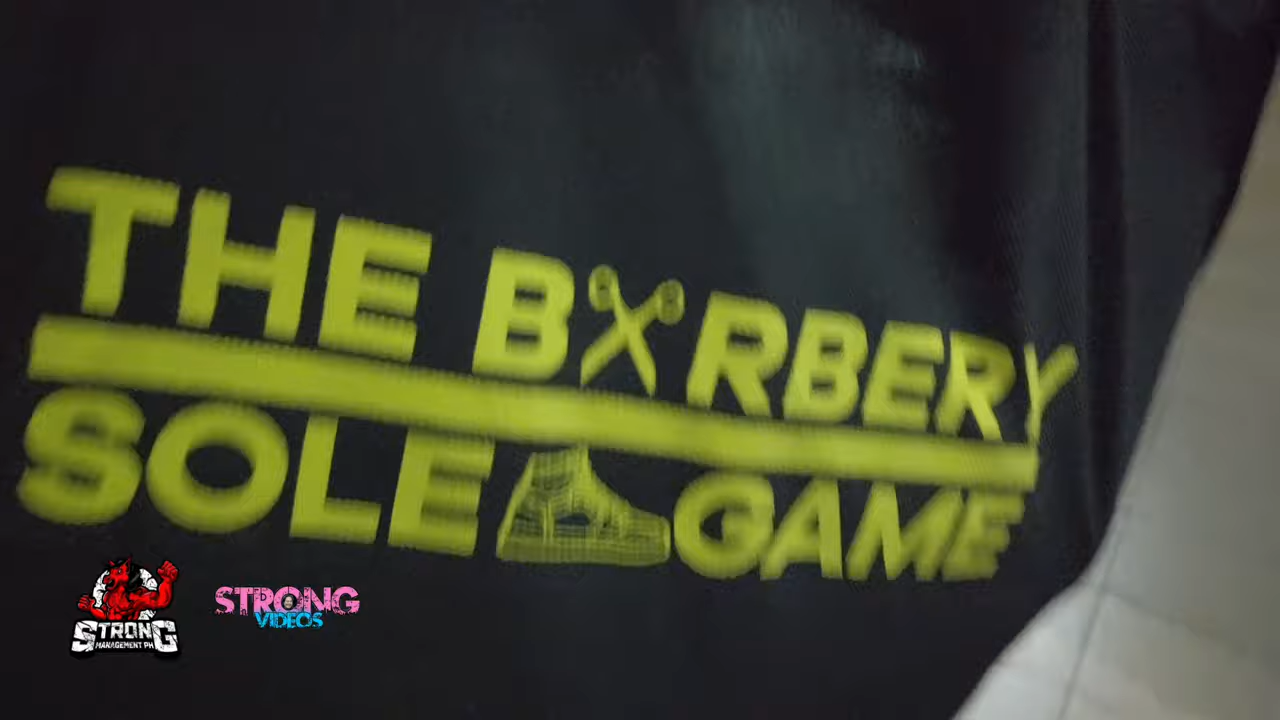 THE BARBERY
SOLE GAME
STRONG
MANAGEMENT PH
STRONG
VIDEOS